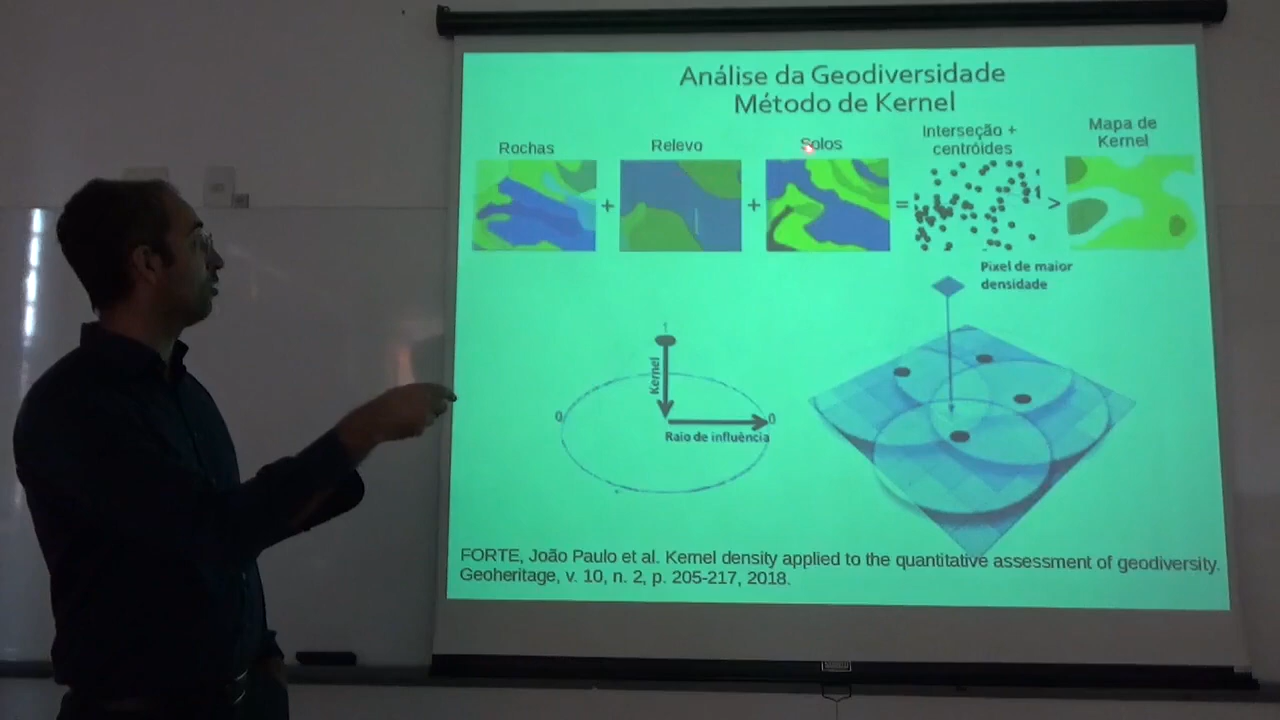 Análise da Geodiversidade
Método de Kernel
Rochas
Relevo
Solos
Interseção +
centróides
Mapa de
Kernel
+
+
=
>
Pixel de maior
densidade
1
Kernel
0
0
Raio de influência
FORTE, João Paulo et al. Kernel density applied to the quantitative assessment of geodiversity.
Geoheritage, v. 10, n. 2, p. 205-217, 2018.